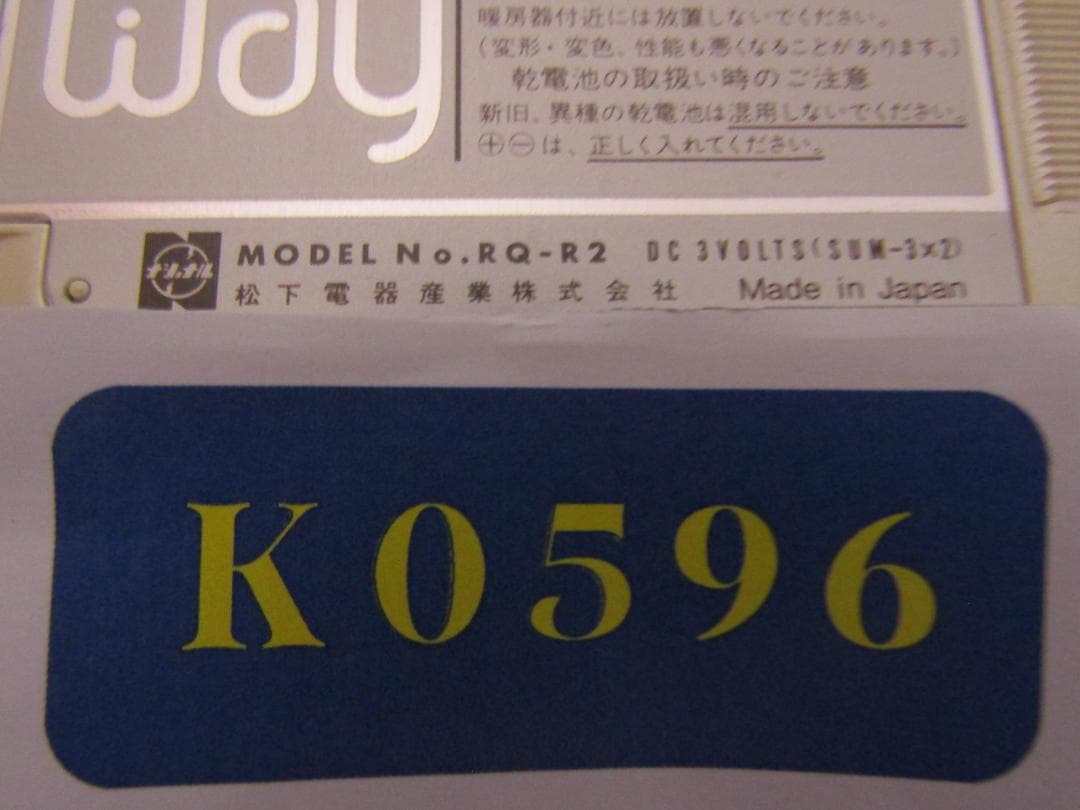 way
暖房器付近には放置しないでください。
(変形・変色、性能も悪くなることがあります。)
乾電池の取扱い時のご注意
新旧、異種の乾電池は混用しないでください。
⊕⊖は、正しく入れてください。
ナショナル
MODEL No.RQ-R2 DC 3VOLTS(SUM-3×2)
松下電器産業株式会社 Made in Japan
K0596